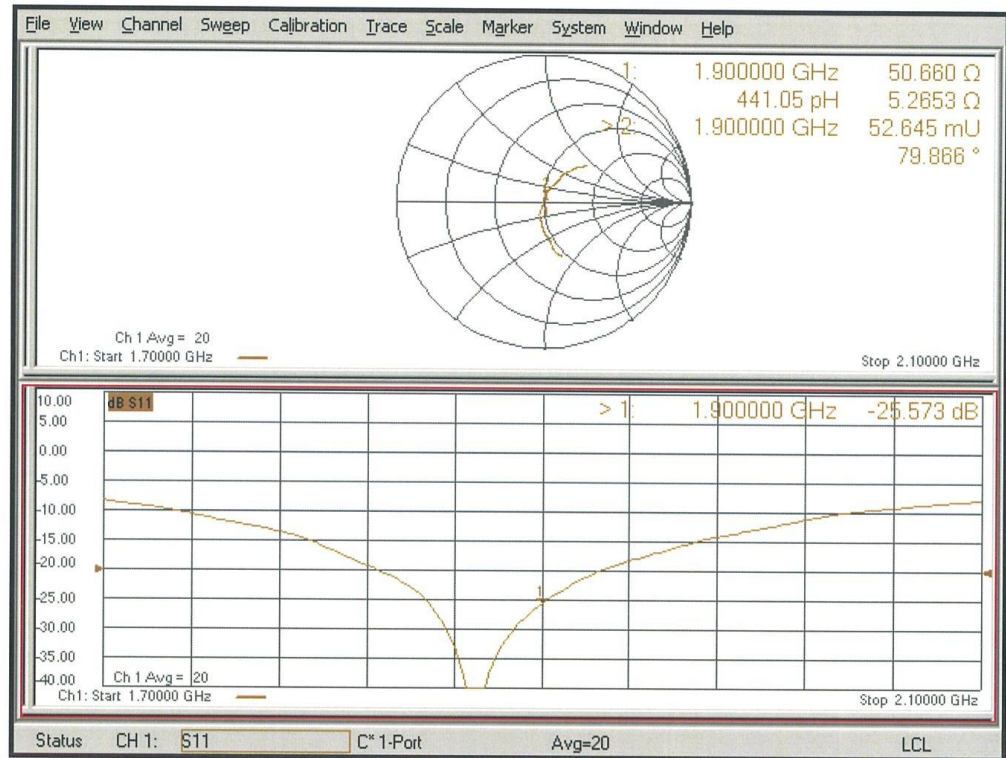 File View Channel Sweep Calibration Trace Scale Marker System Window Help
1: 1.900000 GHz 50.660 Ω
441.05 pH 5.2653 Ω
> 2: 1.900000 GHz 52.645 mU
79.866 °
1
Ch 1 Avg = 20
Ch1: Start 1.70000 GHz
Stop 2.10000 GHz
dB S11
> 1: 1.900000 GHz -25.573 dB
10.00
5.00
0.00
-5.00
-10.00
-15.00
-20.00
-25.00
-30.00
-35.00
-40.00
1
Ch 1 Avg = 20
Ch1: Start 1.70000 GHz
Stop 2.10000 GHz
Status CH 1: S11 C* 1-Port Avg=20 LCL